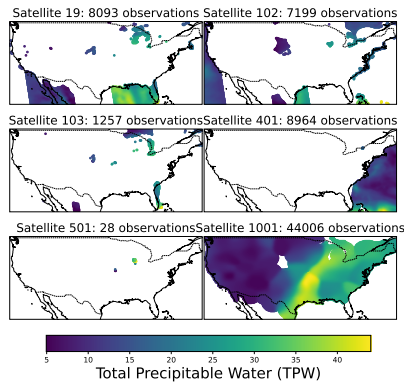 Satellite 19: 8093 observations Satellite 102: 7199 observations
Satellite 103: 1257 observations Satellite 401: 8964 observations
Satellite 501: 28 observations Satellite 1001: 44006 observations
5 10 15 20 25 30 35 40
Total Precipitable Water (TPW)